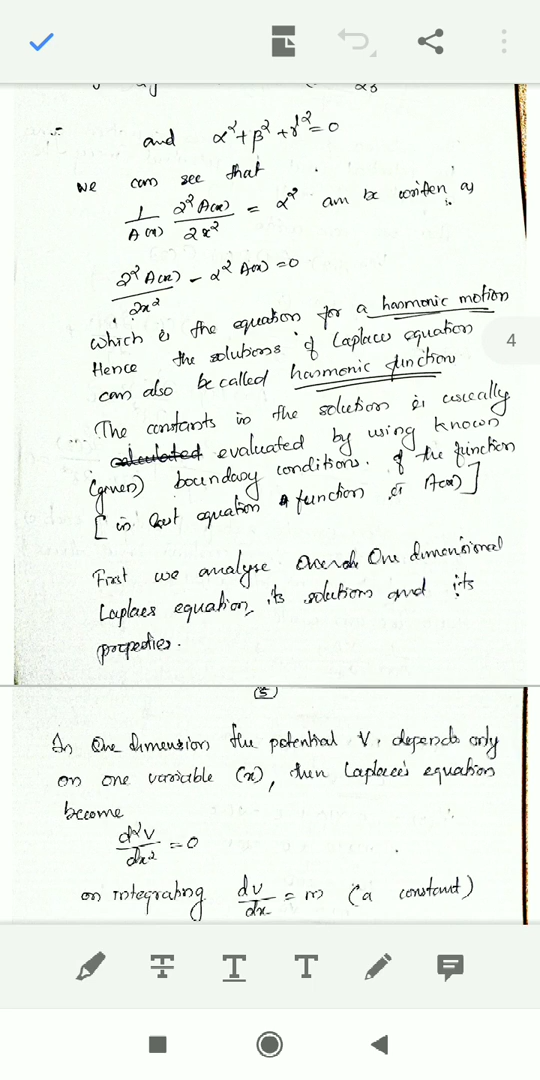 and α² + β² + γ² = 0
we can see that
1/A(x) ∂²A(x)/∂x² = α² can be written as
∂²A(x)/∂x² - α² A(x) = 0
which is the equation for a harmonic motion
Hence the solutions of Laplace equation
can also be called harmonic function
The constants in the solution is usually
calculated evaluated by using known
(given) boundary conditions. of the function
[in last equation function is A(x)]
4
First we analyse One dimensional
Laplaces equation, its solutions and its
properties.
(5)
In One dimension the potential V, depends only
on one variable (x), then Laplace's equation
become
d²V/dx² = 0
on integrating dv/dx = m (a constant)
T
T
T